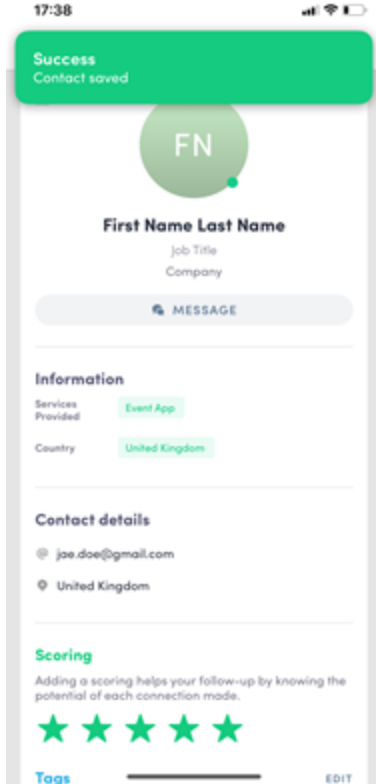 17:38
Success
Contact saved
FN
First Name Last Name
Job Title
Company
MESSAGE
Information
Services
Provided
Event App
Country
United Kingdom
Contact details
jae.doe@gmail.com
United Kingdom
Scoring
Adding a scoring helps your follow-up by knowing the
potential of each connection made.
Tags
EDIT